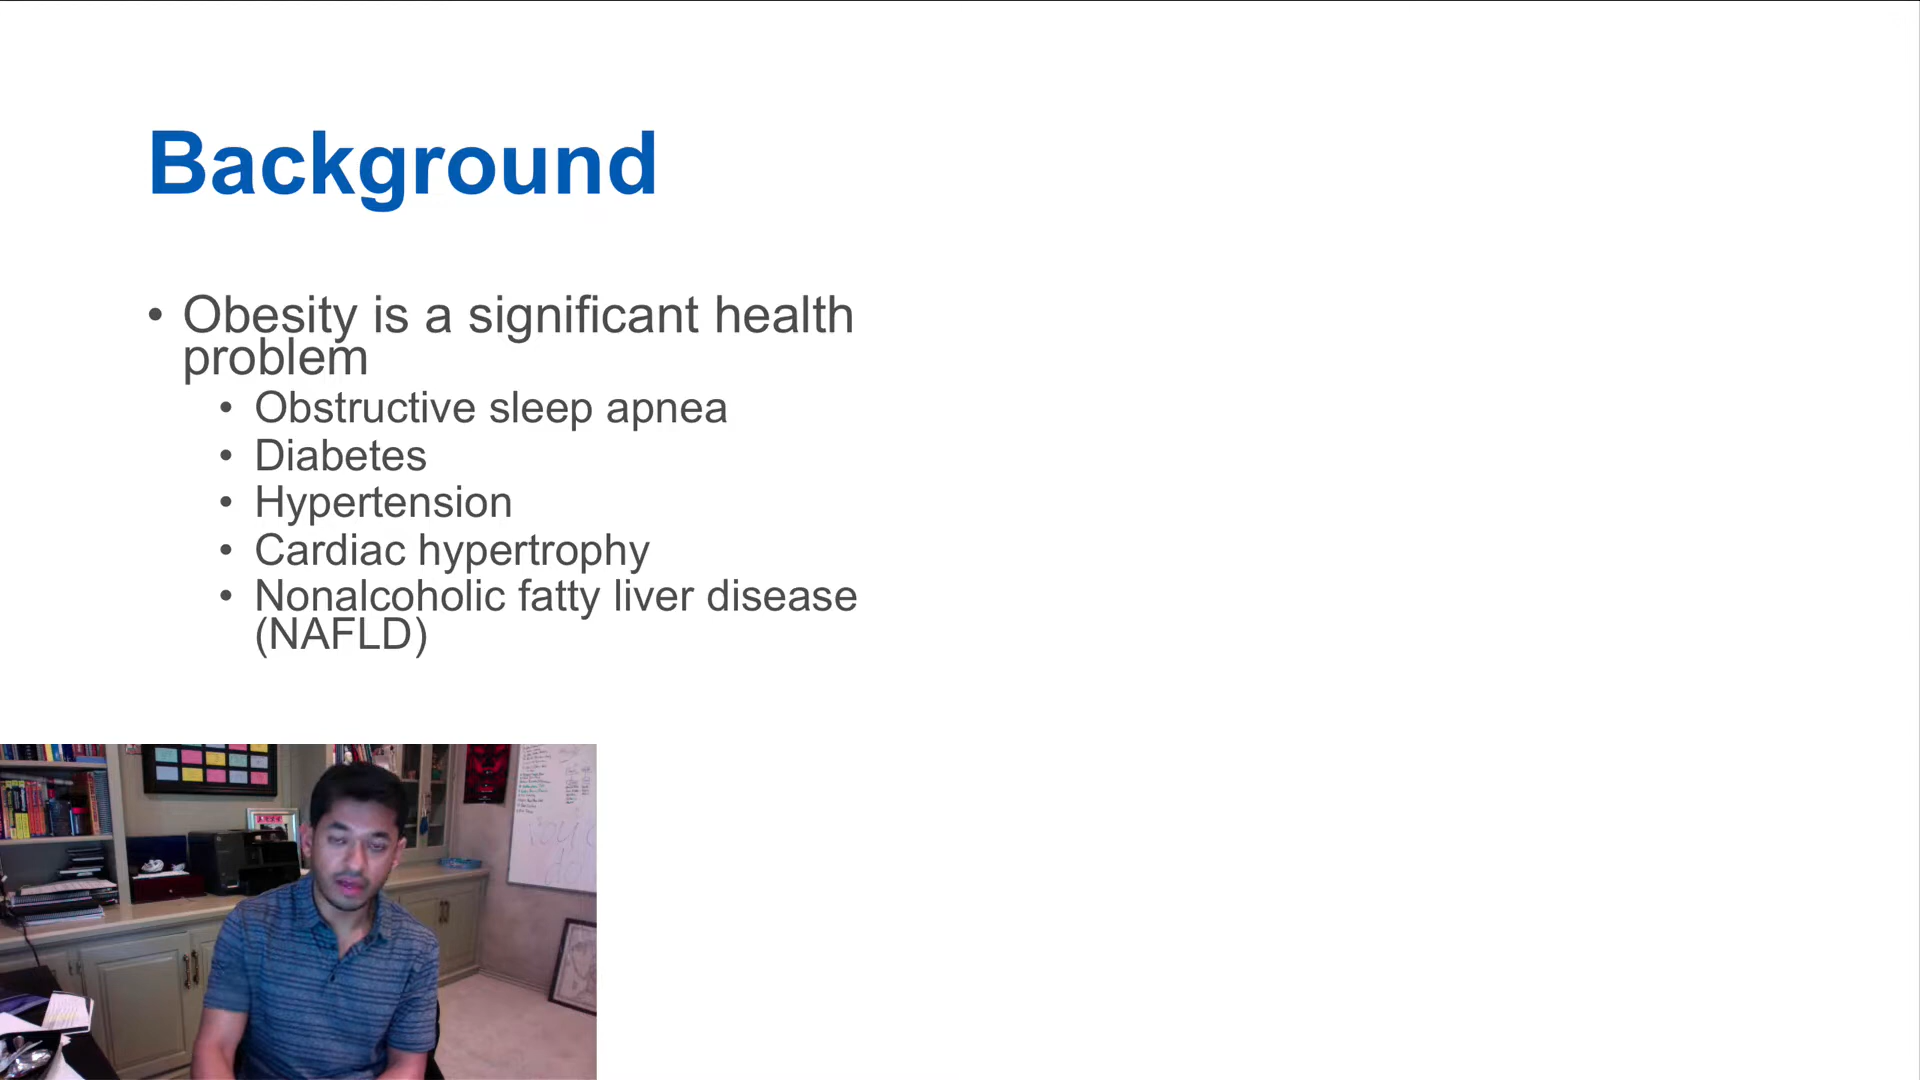 Background
• Obesity is a significant health
problem
• Obstructive sleep apnea
• Diabetes
• Hypertension
• Cardiac hypertrophy
• Nonalcoholic fatty liver disease
(NAFLD)